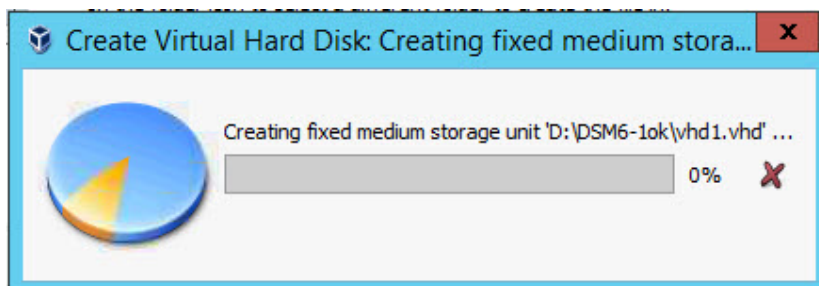 Create Virtual Hard Disk: Creating fixed medium stora...
Creating fixed medium storage unit 'D:\DSM6-1ok\vhd1.vhd' ...
0%